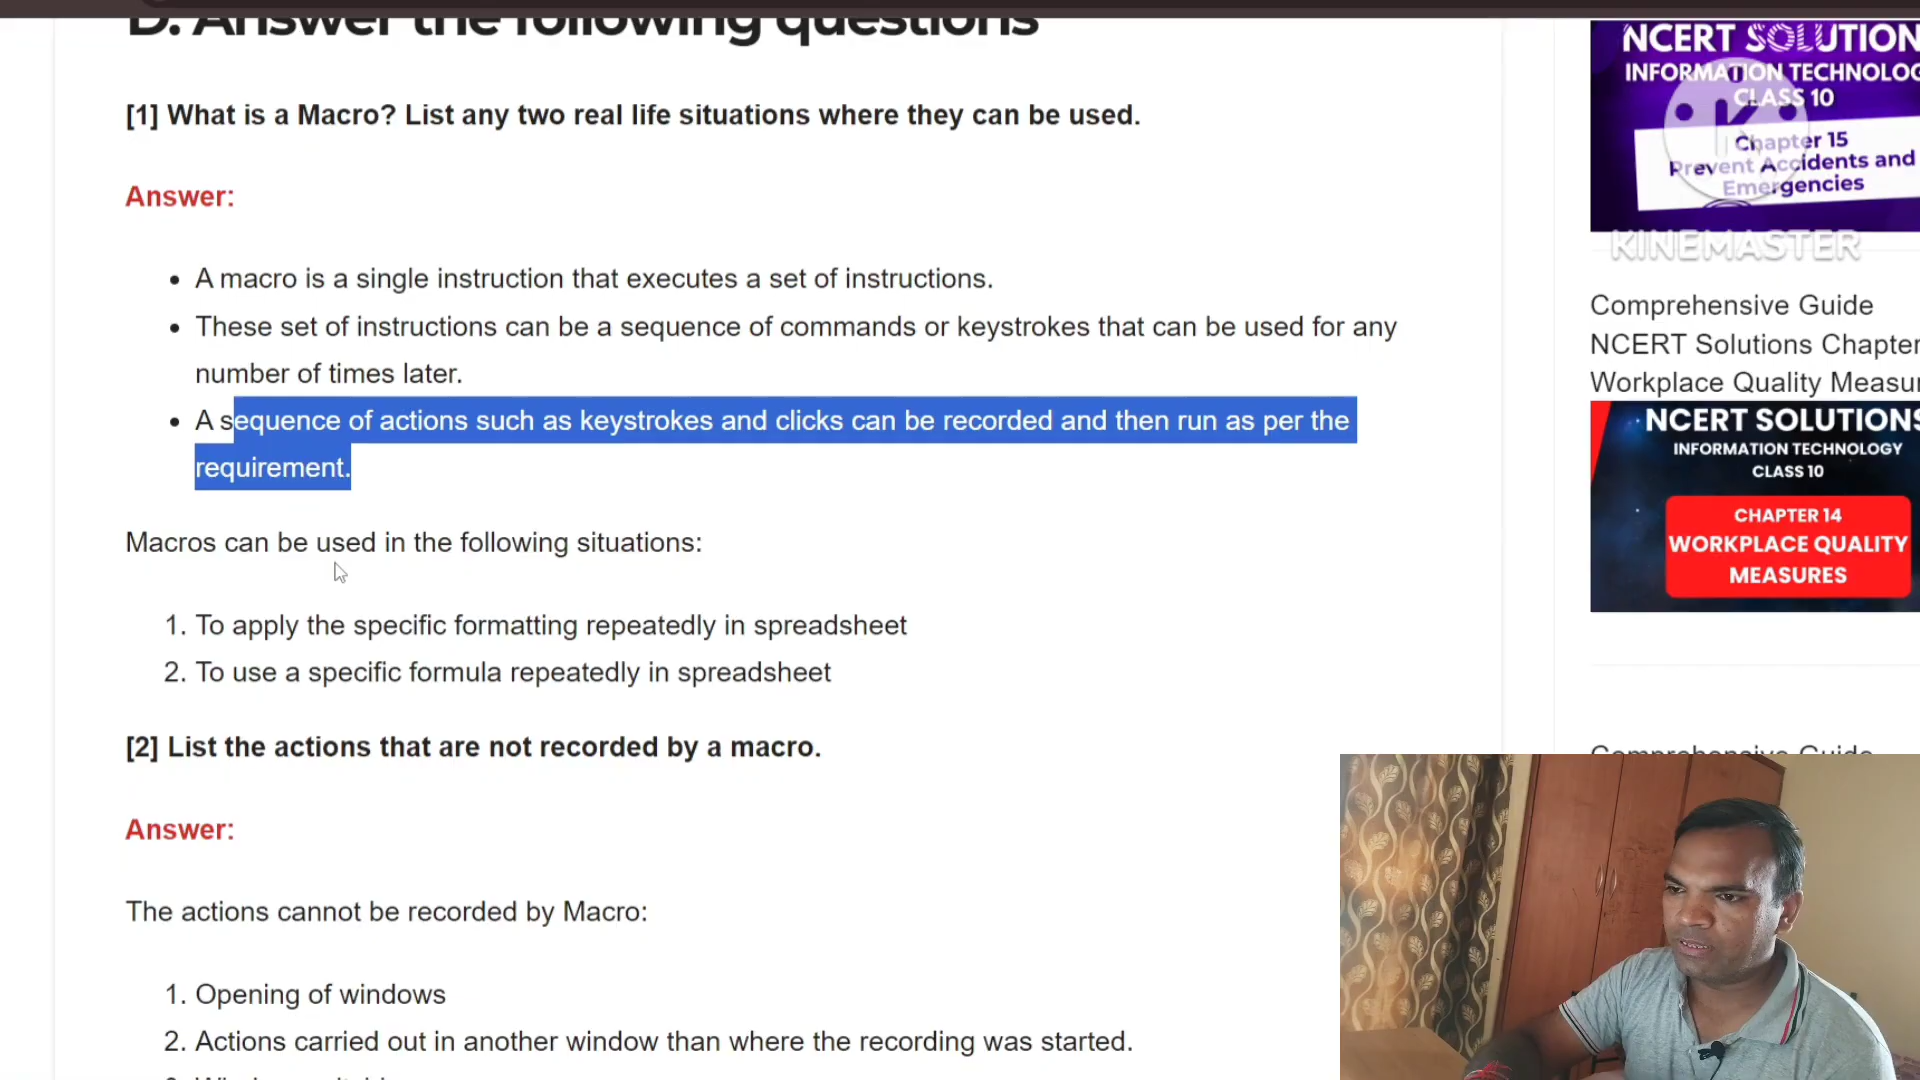 D. Answer the following questions
[1] What is a Macro? List any two real life situations where they can be used.
Answer:
• A macro is a single instruction that executes a set of instructions.
• These set of instructions can be a sequence of commands or keystrokes that can be used for any
number of times later.
• A sequence of actions such as keystrokes and clicks can be recorded and then run as per the
requirement.
Macros can be used in the following situations:
1. To apply the specific formatting repeatedly in spreadsheet
2. To use a specific formula repeatedly in spreadsheet
[2] List the actions that are not recorded by a macro.
Answer:
The actions cannot be recorded by Macro:
1. Opening of windows
2. Actions carried out in another window than where the recording was started.
NCERT SOLUTION
INFORMATION TECHNOLOG
CLASS 10
Chapter 15
Prevent Accidents and
Emergencies
KINEMASTER
Comprehensive Guide
NCERT Solutions Chapter
Workplace Quality Measu
NCERT SOLUTIONS
INFORMATION TECHNOLOGY
CLASS 10
CHAPTER 14
WORKPLACE QUALITY
MEASURES
Comprehensive Guide